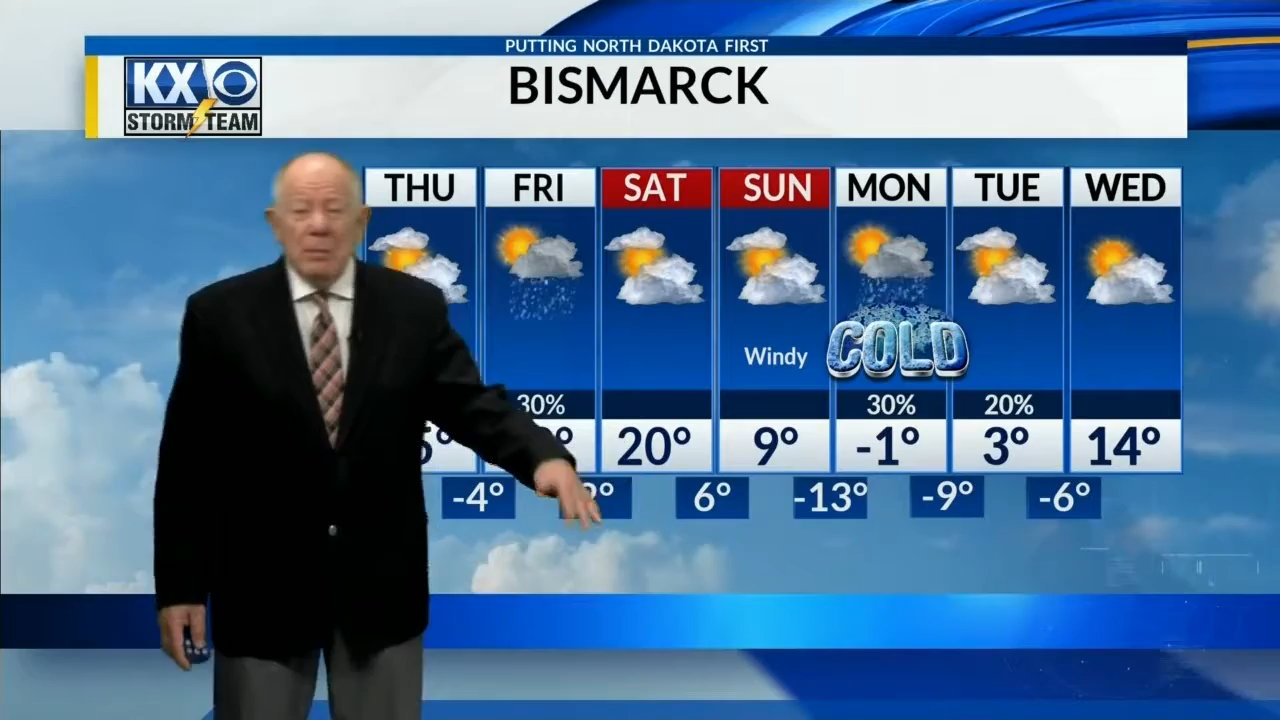 PUTTING NORTH DAKOTA FIRST
BISMARCK
KX
STORM TEAM
THU FRI SAT SUN MON TUE WED
Windy COLD
30% 30% 20%
5° 20° 9° -1° 3° 14°
-4° 6° -13° -9° -6°